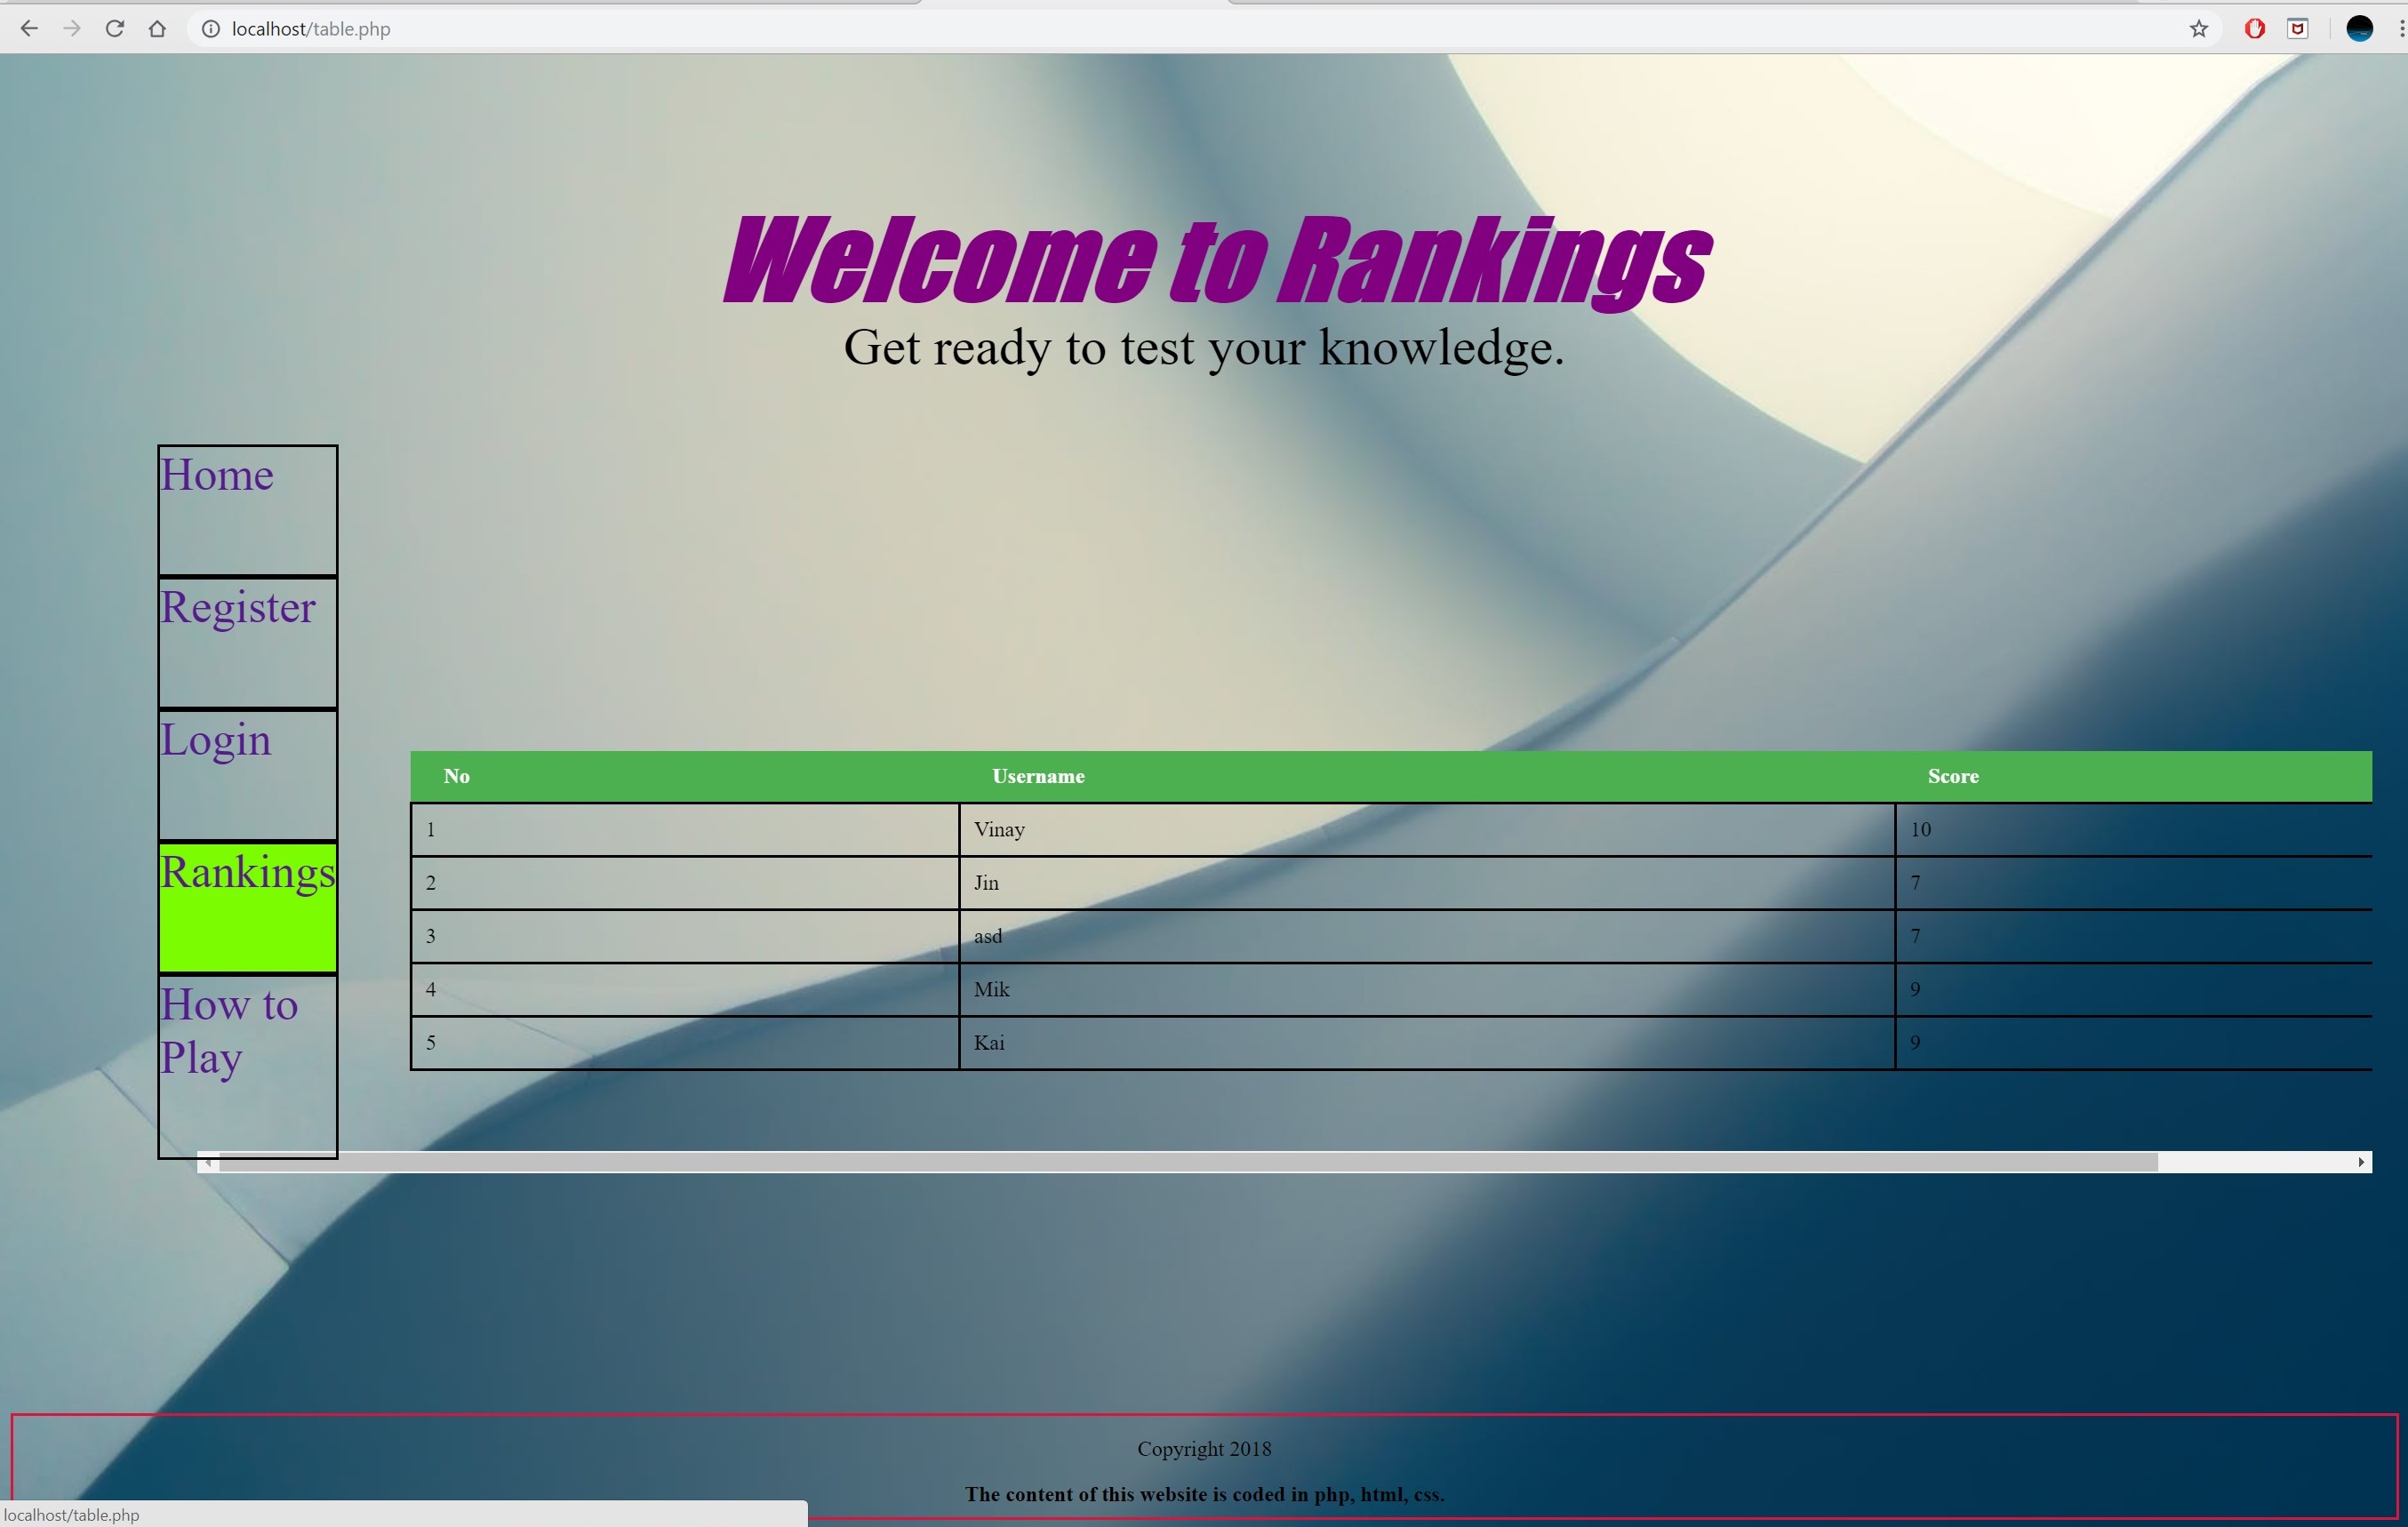 localhost/table.php
Welcome to Rankings
Get ready to test your knowledge.
Home
Register
Login
Rankings
How to
Play
No Username Score
1 Vinay 10
2 Jin 7
3 asd 7
4 Mik 9
5 Kai 9
Copyright 2018
The content of this website is coded in php, html, css.
localhost/table.php